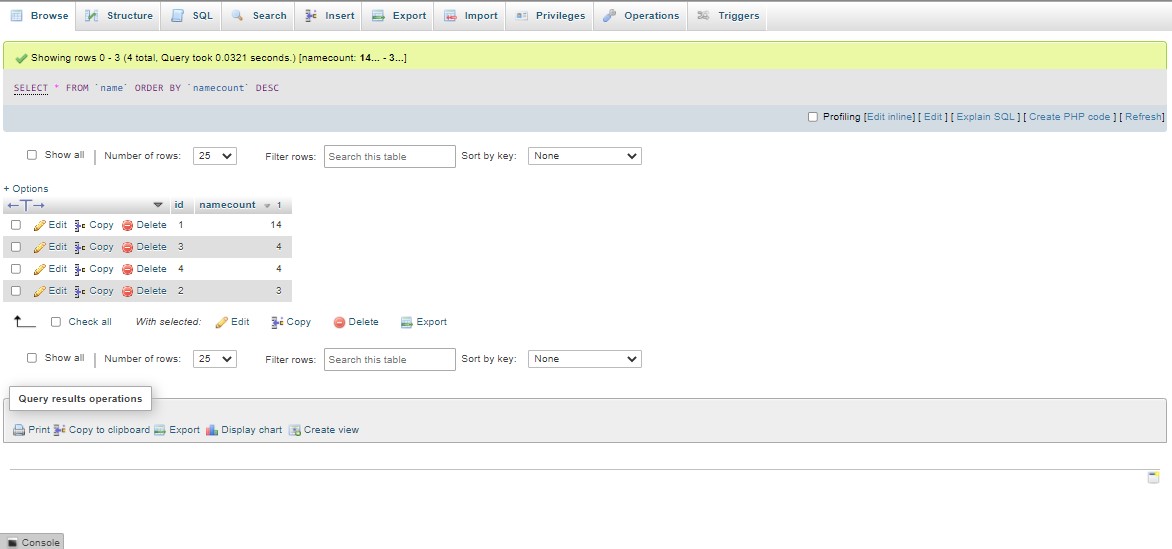 Browse Structure SQL Search Insert Export Import Privileges Operations Triggers
Showing rows 0 - 3 (4 total, Query took 0.0321 seconds.) [namecount: 14... - 3...]
SELECT * FROM `name` ORDER BY `namecount` DESC
Profiling [Edit inline] [ Edit ] [ Explain SQL ] [ Create PHP code ] [ Refresh]
Show all Number of rows: 25 Filter rows: Search this table Sort by key: None
+ Options
←T→ id namecount 1
Edit Copy Delete 1 14
Edit Copy Delete 3 4
Edit Copy Delete 4 4
Edit Copy Delete 2 3
Check all With selected: Edit Copy Delete Export
Show all Number of rows: 25 Filter rows: Search this table Sort by key: None
Query results operations
Print Copy to clipboard Export Display chart Create view
Console